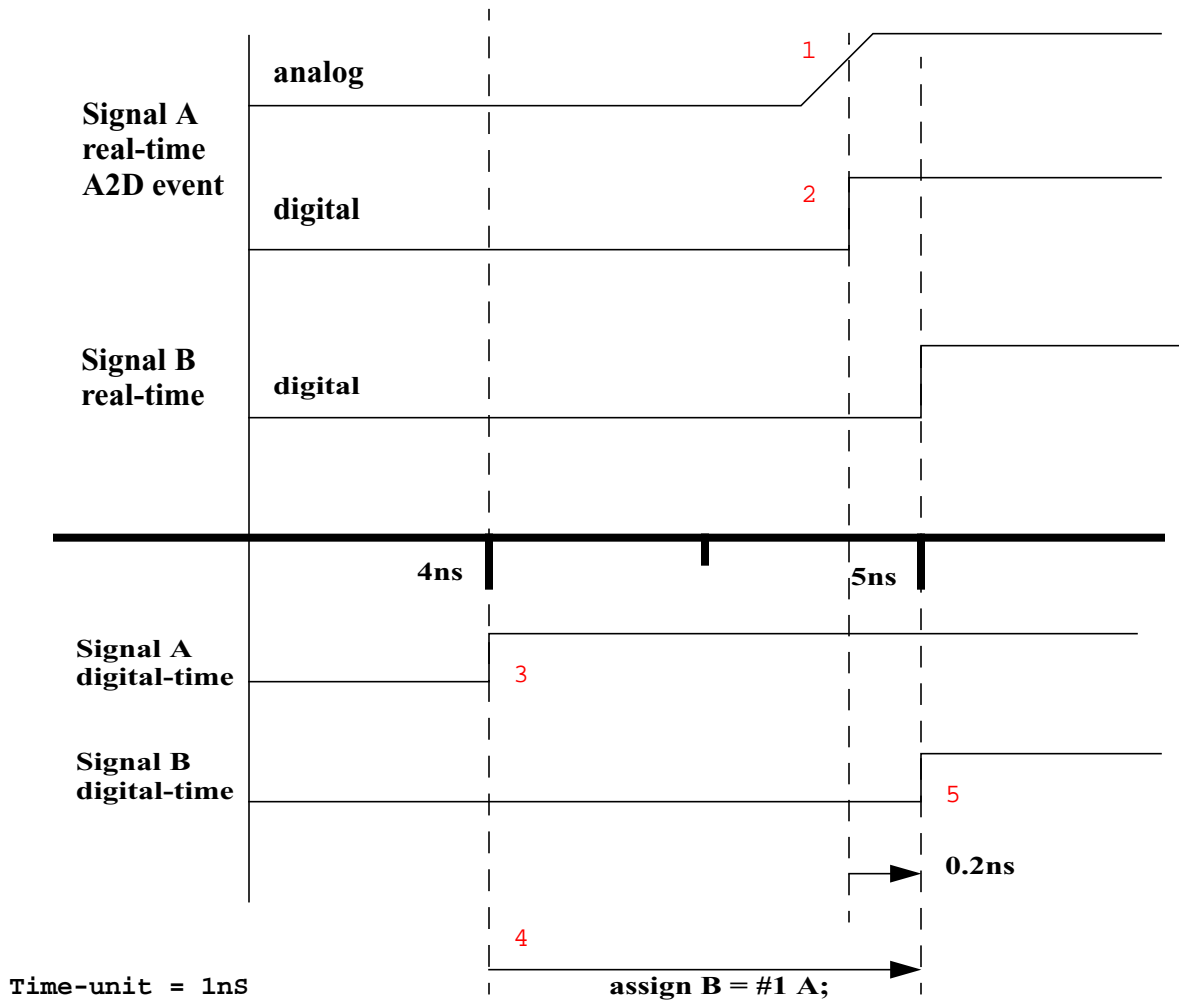 1
analog
Signal A
real-time
A2D event
2
digital
Signal B
real-time
digital
4ns
5ns
Signal A
digital-time
3
Signal B
digital-time
5
0.2ns
4
Time-unit = 1nS
assign B = #1 A;